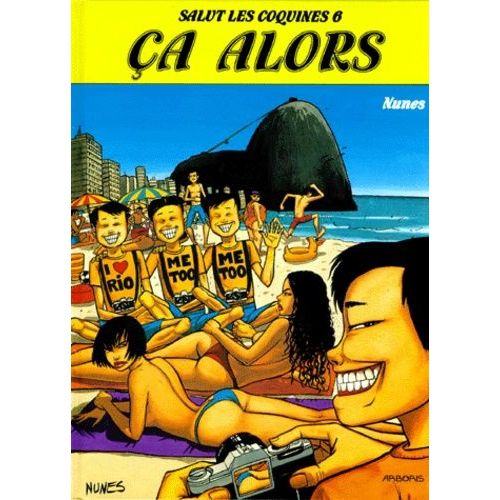 SALUT LES COQUINES 6
ÇA ALORS
Nunes
I ❤ RIO
ME TOO
ME TOO
NUNES
ARBORIS